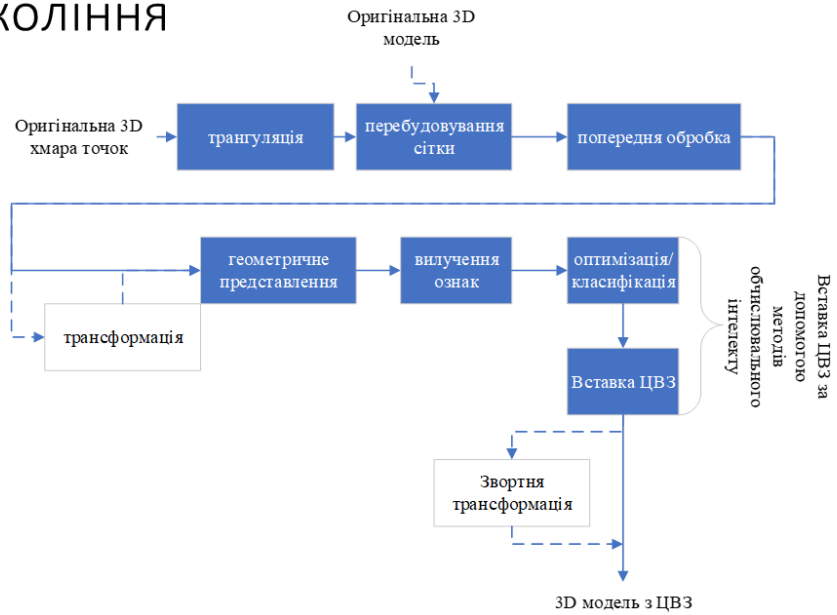 коління
Оригінальна 3D
модель
Оригінальна 3D
хмара точок
трангуляція
перебудовування
сітки
попередня обробка
геометричне
представлення
вилучення
ознак
оптимізація/
класифікація
трансформація
Вставка ЦВЗ
Вставка ЦВЗ за
допомогою
методів
обчислювального
інтелекту
Звортня
трансформація
3D модель з ЦВЗ